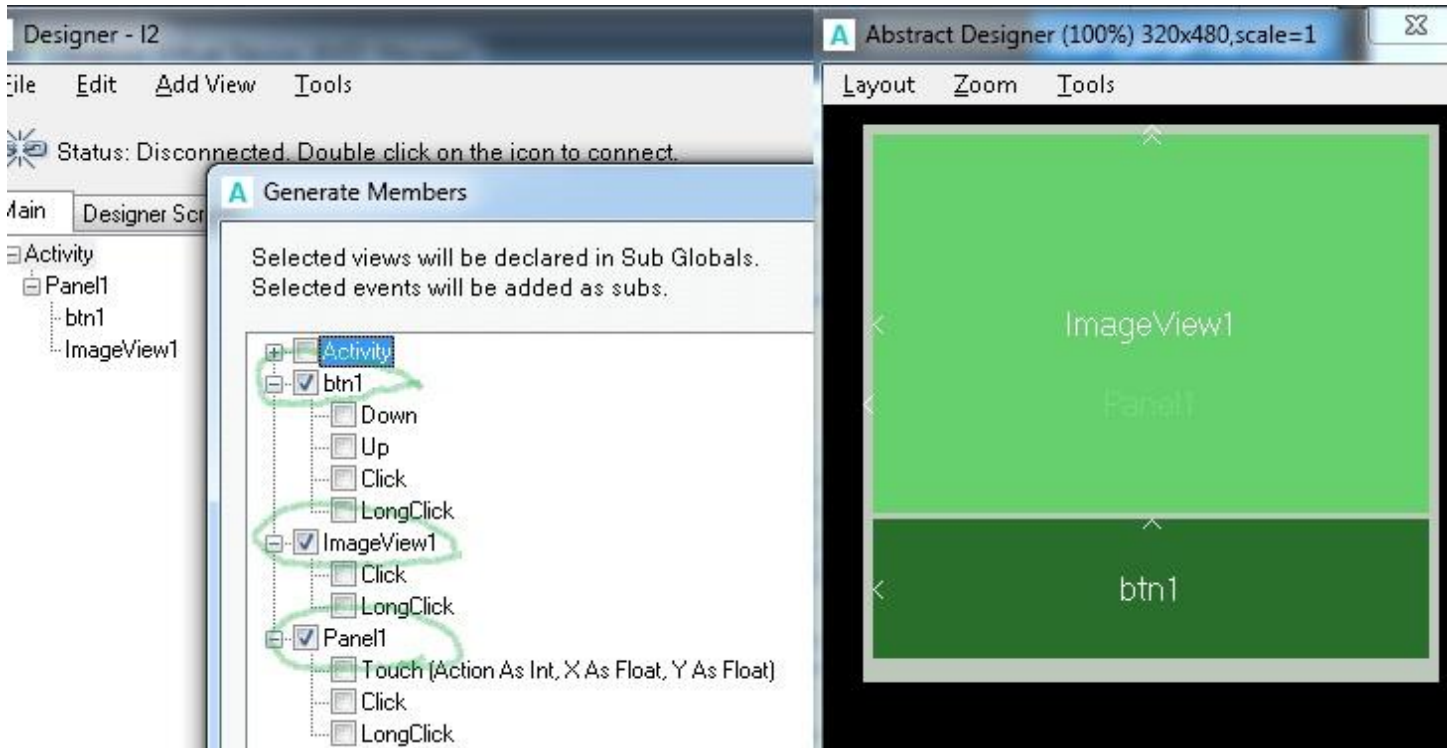 Designer - l2
File Edit Add View Tools
Status: Disconnected. Double click on the icon to connect.
Main Designer Scr
Activity
Panel1
btn1
ImageView1
A Generate Members
Selected views will be declared in Sub Globals.
Selected events will be added as subs.
Activity
btn1
Down
Up
Click
LongClick
ImageView1
Click
LongClick
Panel1
Touch (Action As Int, X As Float, Y As Float)
Click
LongClick
A Abstract Designer (100%) 320x480,scale=1
Layout Zoom Tools
ImageView1
Panel1
btn1